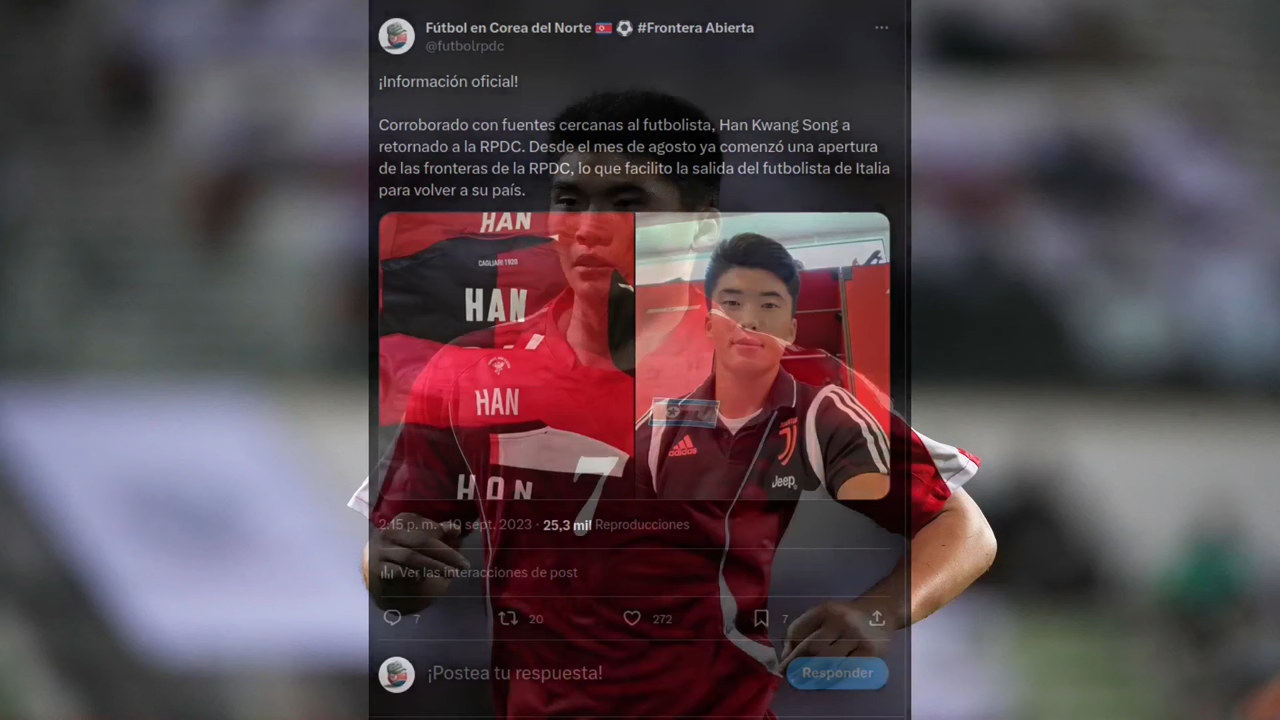 Fútbol en Corea del Norte 🇰🇵 ⚽ #Frontera Abierta
@futbolrpdc
¡Información oficial!
Corroborado con fuentes cercanas al futbolista, Han Kwang Song a
retornado a la RPDC. Desde el mes de agosto ya comenzó una apertura
de las fronteras de la RPDC, lo que facilito la salida del futbolista de Italia
para volver a su país.
HAN
CAGLIARI 1920
HAN
HAN
HAN
7
adidas
Jeep
2:15 p. m. · 10 sept. 2023 · 25,3 mil Reproducciones
Ver las interacciones de post
7 20 272 7
¡Postea tu respuesta!
Responder